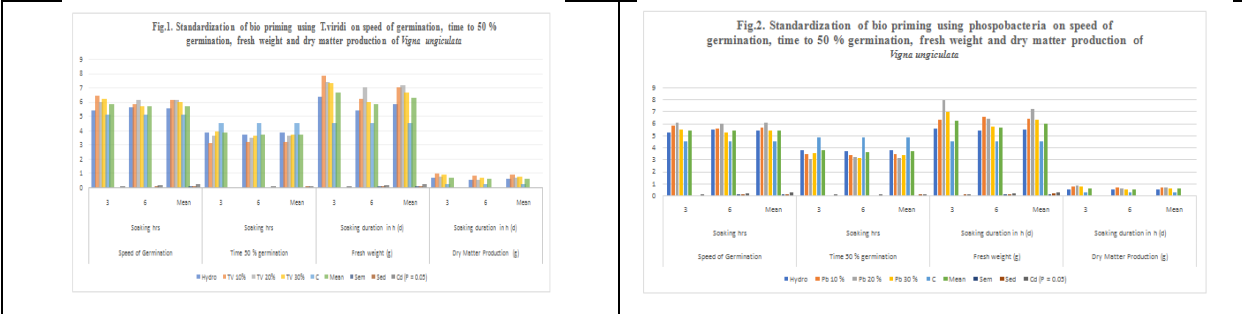 Fig.1. Standardization of bio priming using T.viridi on speed of germination, time to 50 %
germination, fresh weight and dry matter production of Vigna ungiculata
9
8
7
6
5
4
3
2
1
0
3 6 Mean 3 6 Mean 3 6 Mean 3 6 Mean
Soaking hrs Soaking hrs Soaking duration in h (d) Soaking duration in h (d)
Speed of Germination Time 50 % germination Fresh weight (g) Dry Matter Production (g)
Hydro TV 10% TV 20% TV 30% C Mean Sem Sed Cd (P = 0.05)
Fig.2. Standardization of bio priming using phospobacteria on speed of
germination, time to 50 % germination, fresh weight and dry matter production of
Vigna ungiculata
9
8
7
6
5
4
3
2
1
0
3 6 Mean 3 6 Mean 3 6 Mean 3 6 Mean
Soaking hrs Soaking hrs Soaking duration in h (d) Soaking duration in h (d)
Speed of Germination Time 50 % germination Fresh weight (g) Dry Matter Production (g)
Hydro Pb 10 % Pb 20 % Pb 30 % C Mean Sem Sed Cd (P = 0.05)